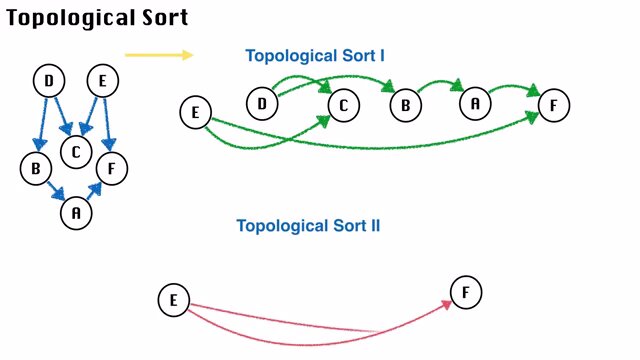 Topological Sort
Topological Sort I
D E
E D C B A F
C
B F
A
Topological Sort II
E F